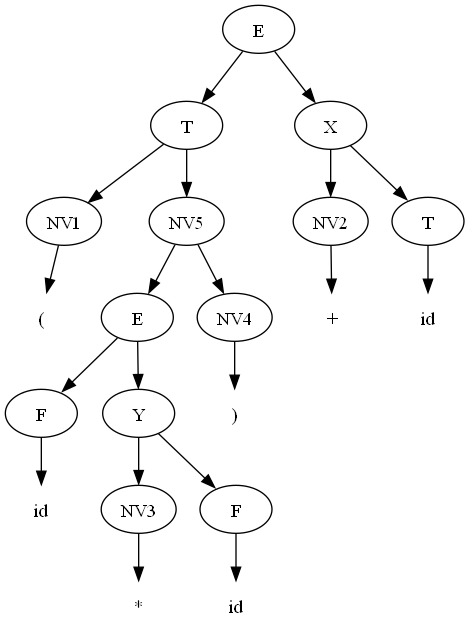 E
T X
NV1 NV5 NV2 T
( E NV4 + id
F Y )
id NV3 F
* id